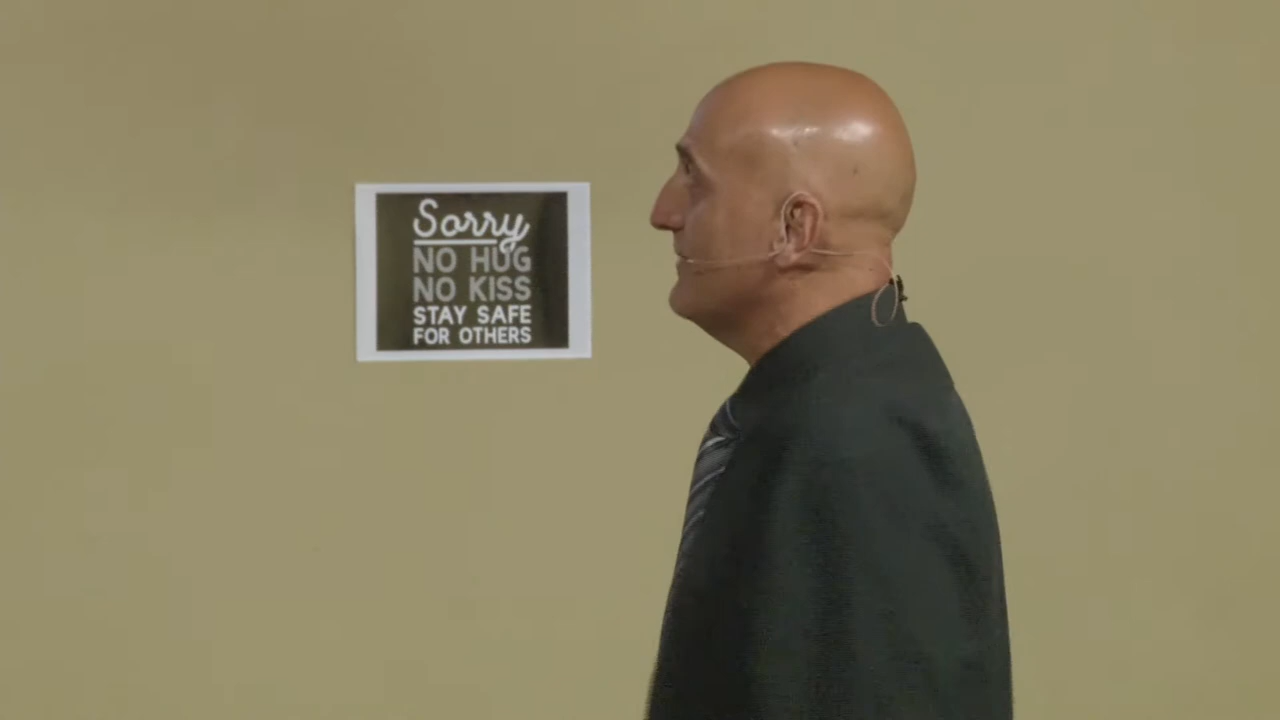 Sorry
NO HUG
NO KISS
STAY SAFE
FOR OTHERS